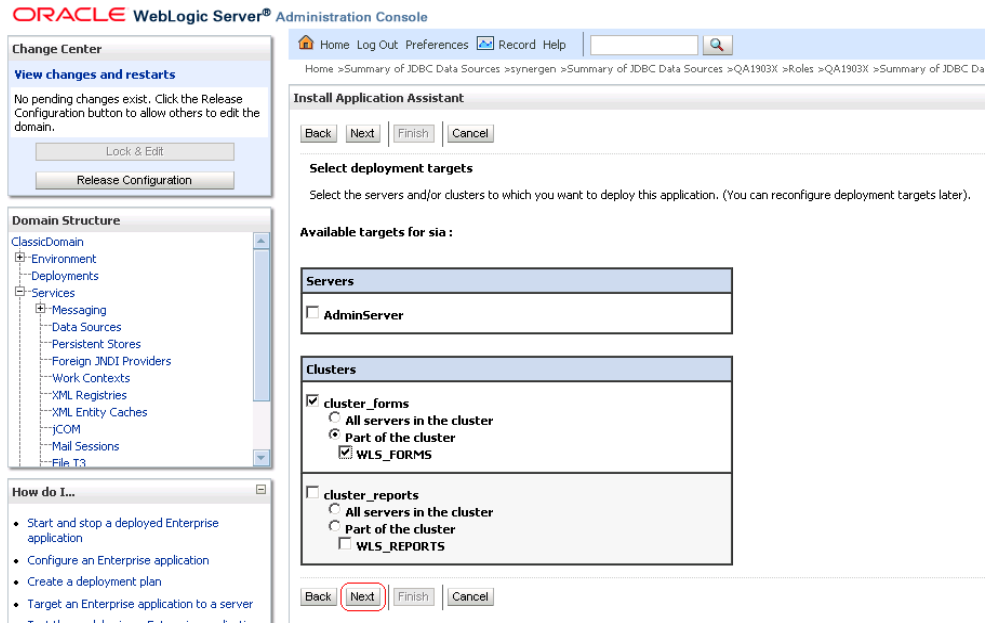 ORACLE WebLogic Server® Administration Console
Change Center
View changes and restarts
No pending changes exist. Click the Release
Configuration button to allow others to edit the
domain.
Lock & Edit
Release Configuration
Domain Structure
ClassicDomain
Environment
Deployments
Services
Messaging
Data Sources
Persistent Stores
Foreign JNDI Providers
Work Contexts
XML Registries
XML Entity Caches
jCOM
Mail Sessions
File T3
How do I...
Start and stop a deployed Enterprise
application
Configure an Enterprise application
Create a deployment plan
Target an Enterprise application to a server
Home Log Out Preferences Record Help
Home >Summary of JDBC Data Sources >synergen >Summary of JDBC Data Sources >QA1903X >Roles >QA1903X >Summary of JDBC Da
Install Application Assistant
Back Next Finish Cancel
Select deployment targets
Select the servers and/or clusters to which you want to deploy this application. (You can reconfigure deployment targets later).
Available targets for sia :
Servers
AdminServer
Clusters
cluster_forms
All servers in the cluster
Part of the cluster
WLS_FORMS
cluster_reports
All servers in the cluster
Part of the cluster
WLS_REPORTS
Back Next Finish Cancel